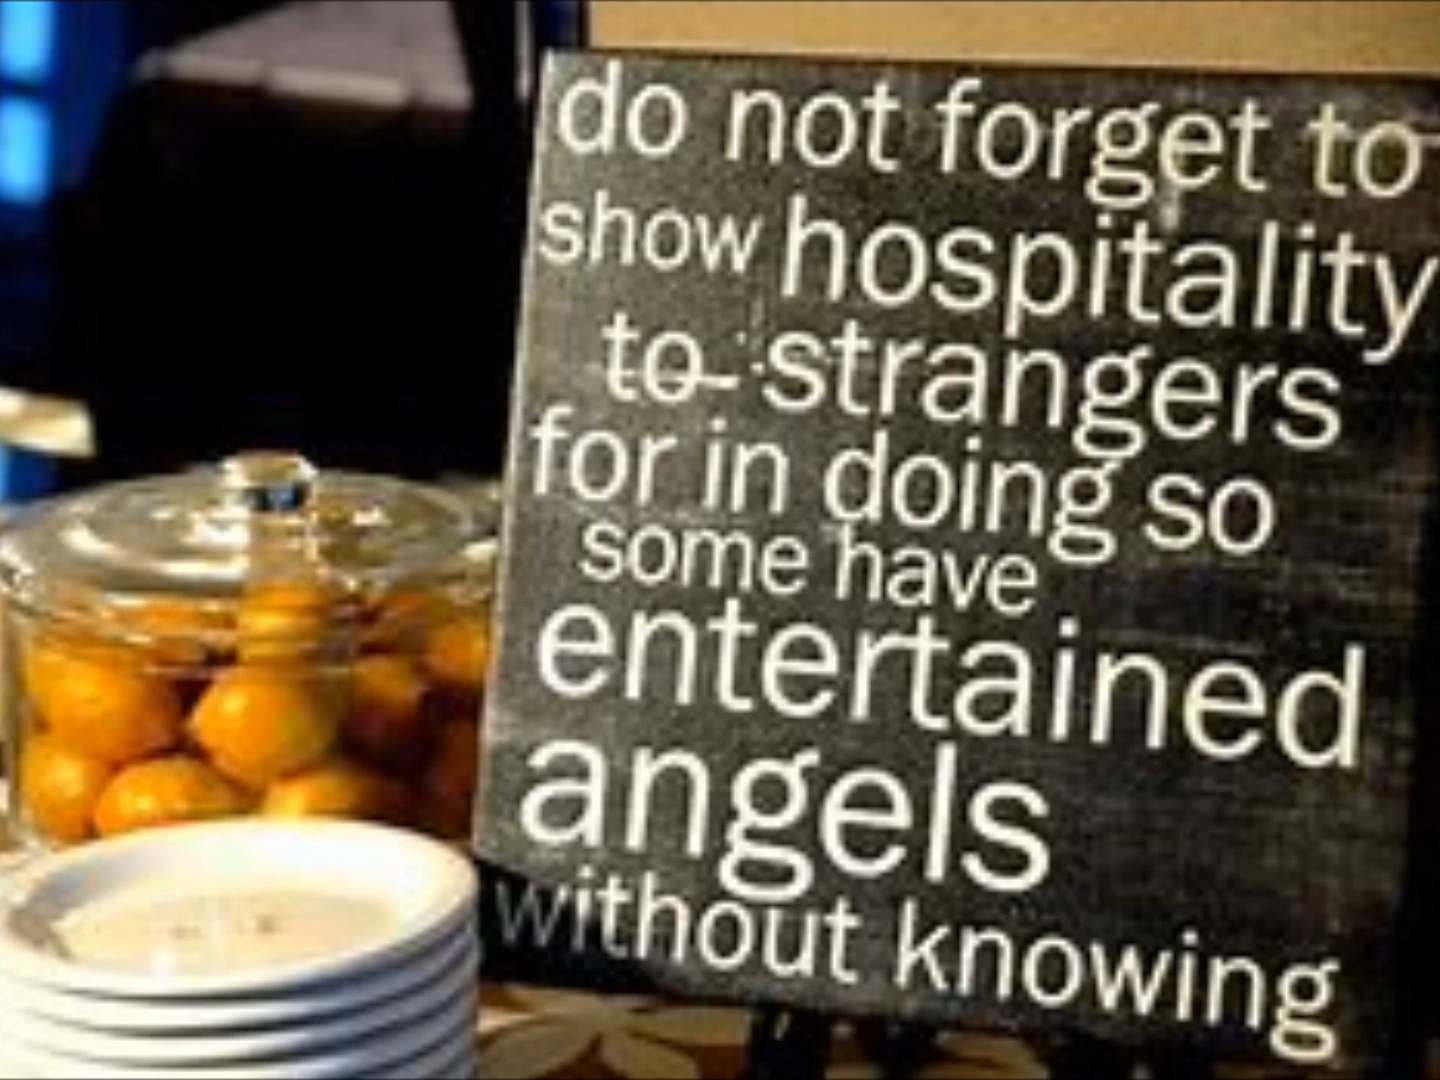 do not forget to
show hospitality
to strangers
for in doing so
some have
entertained
angels
without knowing